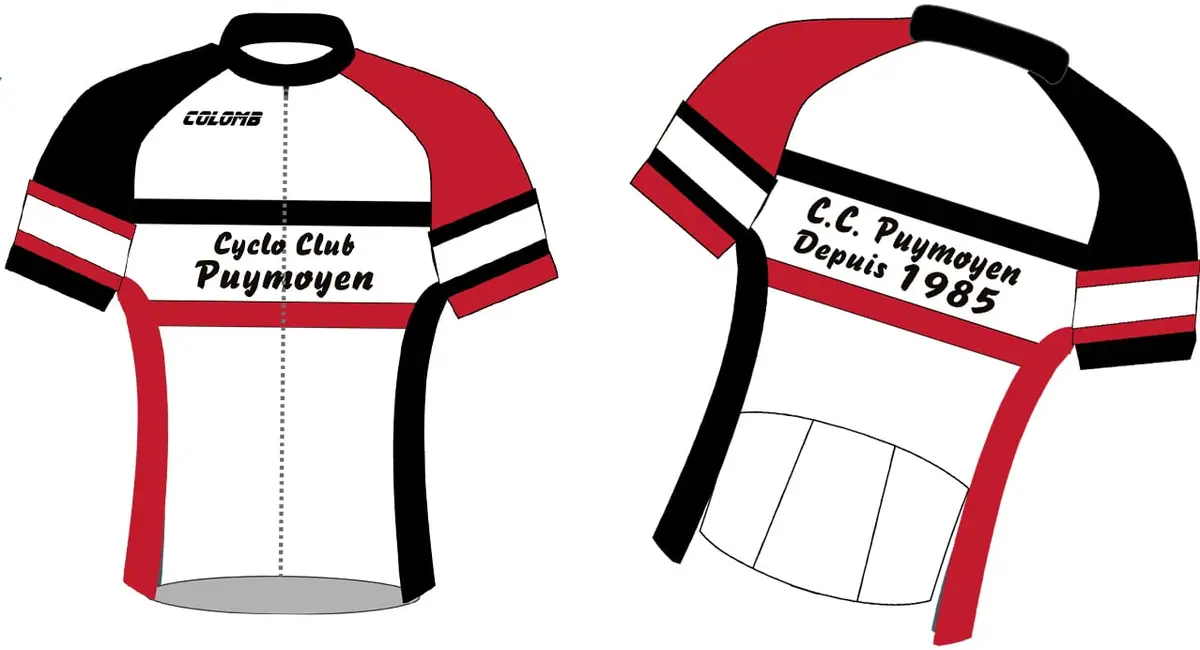 COLOMB
Cyclo Club
Puymoyen
C.C. Puymoyen
Depuis 1985